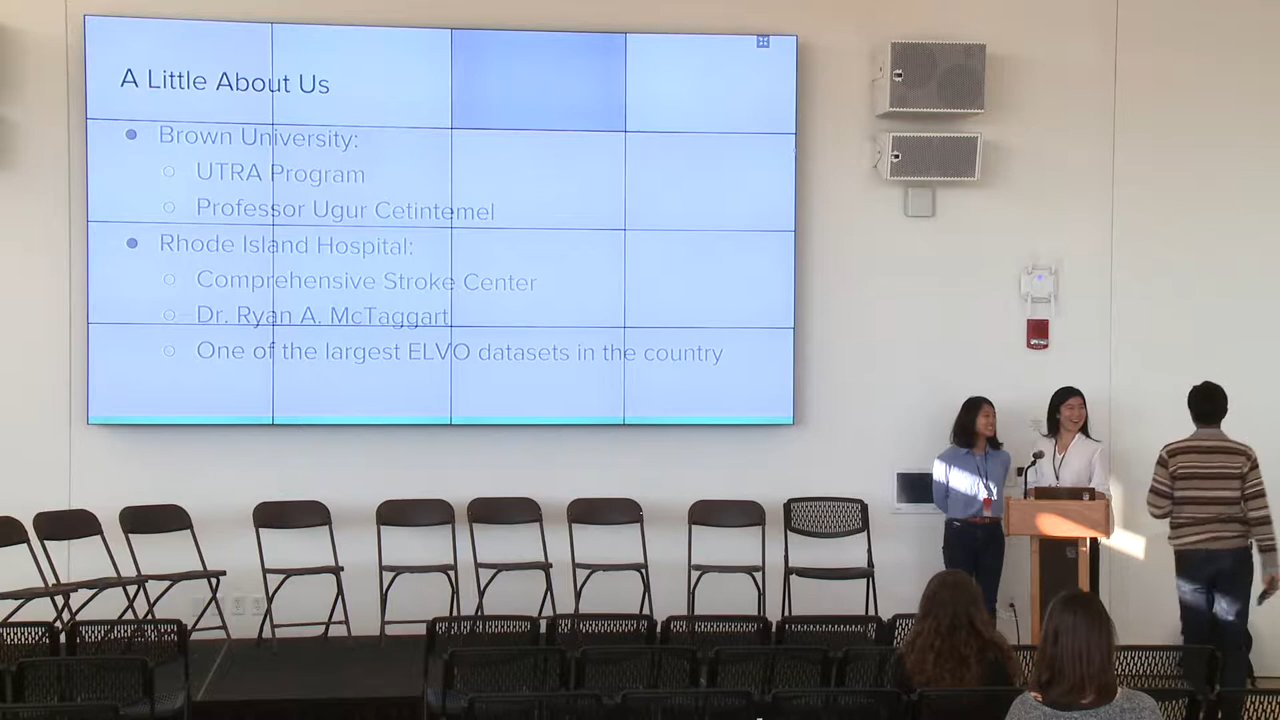 A Little About Us
Brown University:
UTRA Program
Professor Ugur Cetintemel
Rhode Island Hospital:
Comprehensive Stroke Center
Dr. Ryan A. McTaggart
One of the largest ELVO datasets in the country